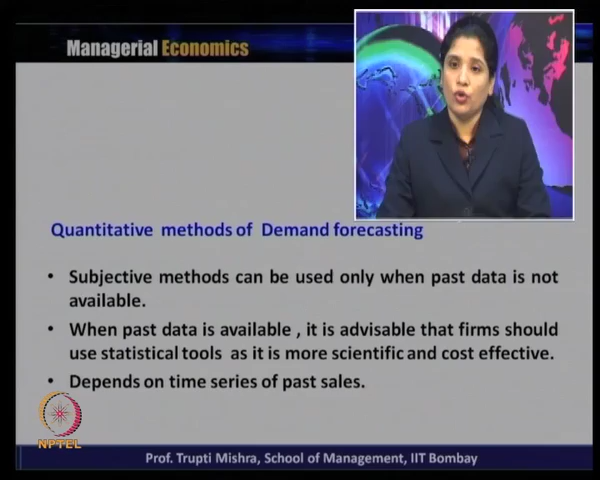 Managerial Economics
Quantitative methods of Demand forecasting
• Subjective methods can be used only when past data is not
available.
• When past data is available , it is advisable that firms should
use statistical tools as it is more scientific and cost effective.
• Depends on time series of past sales.
NPTEL
Prof. Trupti Mishra, School of Management, IIT Bombay